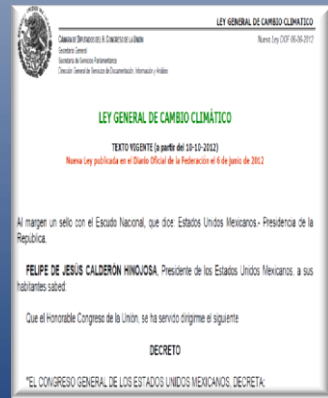 LEY GENERAL DE CAMBIO CLIMÁTICO
CÁMARA DE DIPUTADOS DEL H. CONGRESO DE LA UNIÓN
Nueva Ley DOF 06-06-2012
Secretaría General
Secretaría de Servicios Parlamentarios
Dirección General de Servicios de Documentación, Información y Análisis
LEY GENERAL DE CAMBIO CLIMÁTICO
TEXTO VIGENTE (a partir del 10-10-2012)
Nueva Ley publicada en el Diario Oficial de la Federación el 6 de junio de 2012
Al margen un sello con el Escudo Nacional, que dice: Estados Unidos Mexicanos.- Presidencia de la
República.
FELIPE DE JESÚS CALDERÓN HINOJOSA, Presidente de los Estados Unidos Mexicanos, a sus
habitantes sabed:
Que el Honorable Congreso de la Unión, se ha servido dirigirme el siguiente
DECRETO
"EL CONGRESO GENERAL DE LOS ESTADOS UNIDOS MEXICANOS, DECRETA: